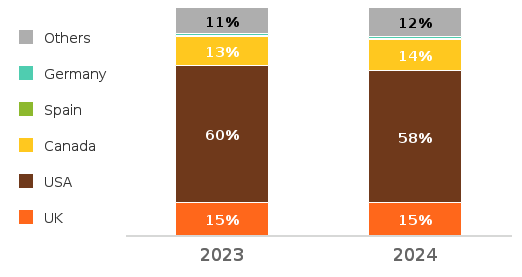 Others
Germany
Spain
Canada
USA
UK
11%
13%
60%
15%
12%
14%
58%
15%
2023
2024